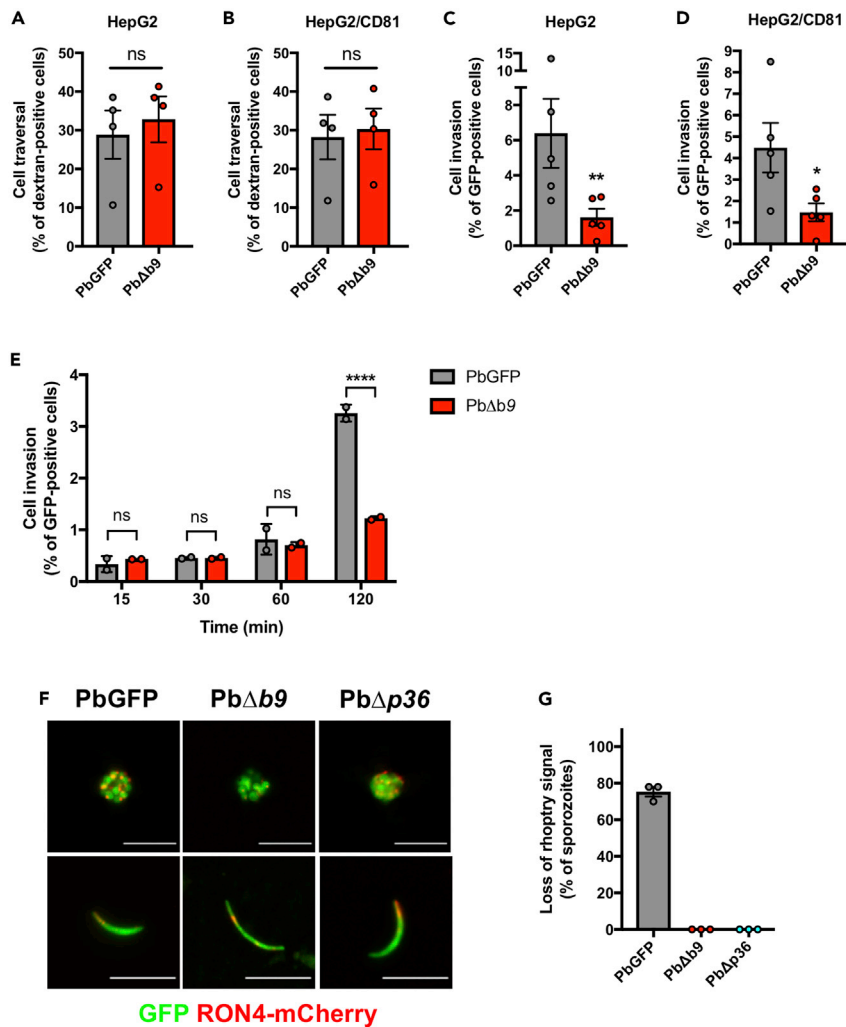 A
HepG2
Cell traversal
(% of dextran-positive cells)
50
40
30
20
10
0
ns
PbGFP
PbΔb9
B
HepG2/CD81
Cell traversal
(% of dextran-positive cells)
50
40
30
20
10
0
ns
PbGFP
PbΔb9
C
HepG2
Cell invasion
(% of GFP-positive cells)
15
10
8
6
4
2
0
**
PbGFP
PbΔb9
D
HepG2/CD81
Cell invasion
(% of GFP-positive cells)
9
8
7
6
5
4
3
2
1
0
*
PbGFP
PbΔb9
E
Cell invasion
(% of GFP-positive cells)
4
3
2
1
0
ns
ns
ns
****
15
30
60
120
Time (min)
PbGFP
PbΔb9
F
PbGFP
PbΔb9
PbΔp36
GFP RON4-mCherry
G
Loss of rhoptry signal
(% of sporozoites)
100
80
60
40
20
0
PbGFP
PbΔb9
PbΔp36